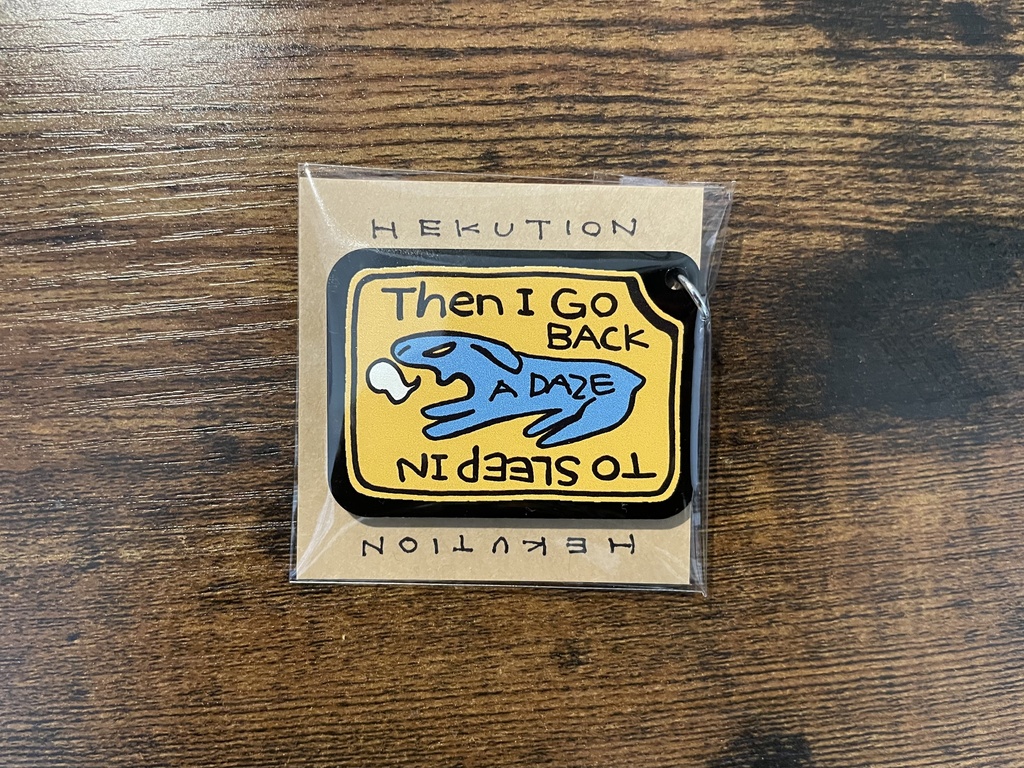 HEKUTION
Then I Go
BACK
TO SLEEP IN
A DAZE
HEKUTION